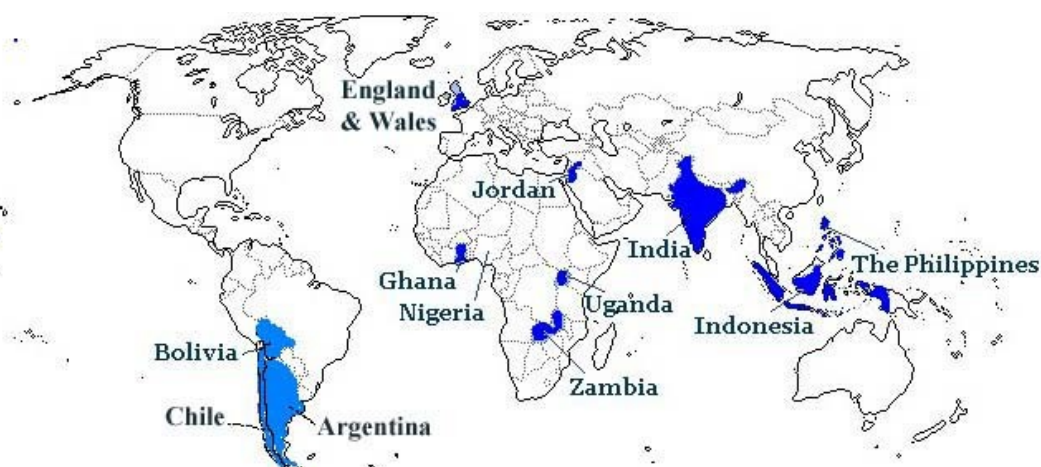 England
& Wales
Jordan
India
Ghana
The Philippines
Nigeria
Uganda
Indonesia
Bolivia
Zambia
Chile
Argentina